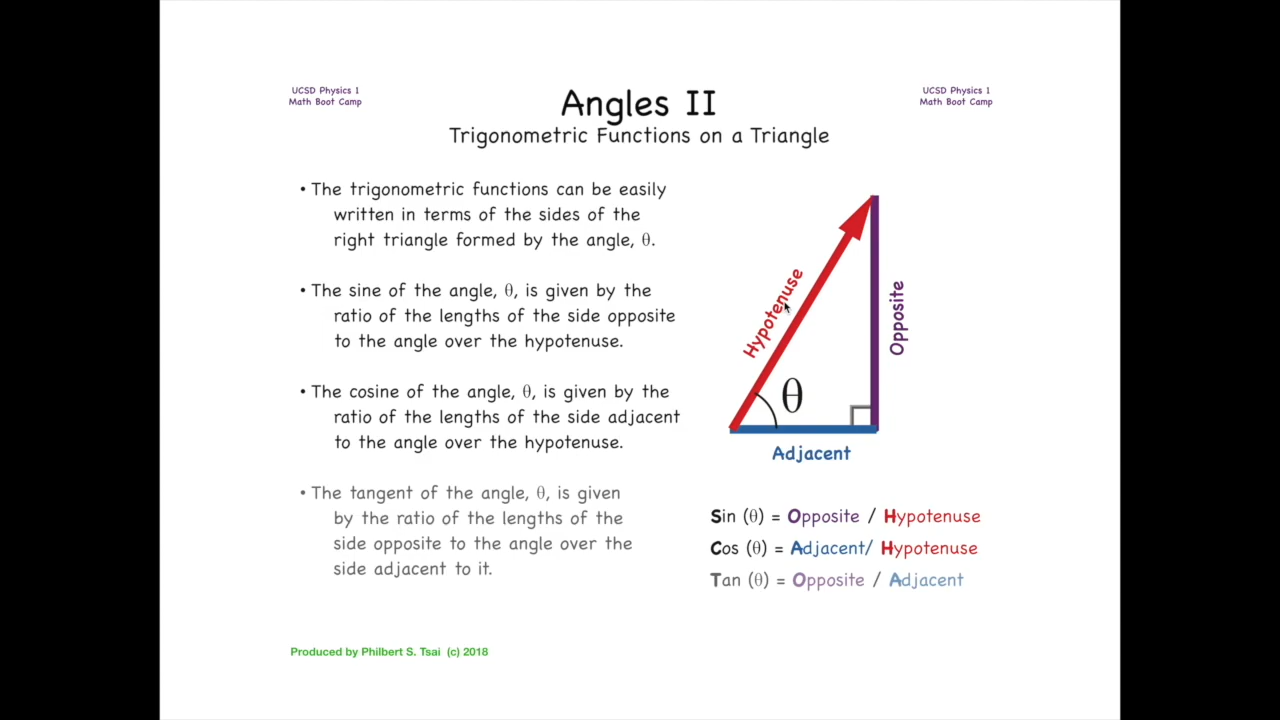 UCSD Physics 1
Math Boot Camp
Angles II
UCSD Physics 1
Math Boot Camp
Trigonometric Functions on a Triangle
• The trigonometric functions can be easily
written in terms of the sides of the
right triangle formed by the angle, θ.
• The sine of the angle, θ, is given by the
ratio of the lengths of the side opposite
to the angle over the hypotenuse.
• The cosine of the angle, θ, is given by the
ratio of the lengths of the side adjacent
to the angle over the hypotenuse.
• The tangent of the angle, θ, is given
by the ratio of the lengths of the
side opposite to the angle over the
side adjacent to it.
Hypotenuse
Opposite
θ
Adjacent
Sin (θ) = Opposite / Hypotenuse
Cos (θ) = Adjacent/ Hypotenuse
Tan (θ) = Opposite / Adjacent
Produced by Philbert S. Tsai (c) 2018